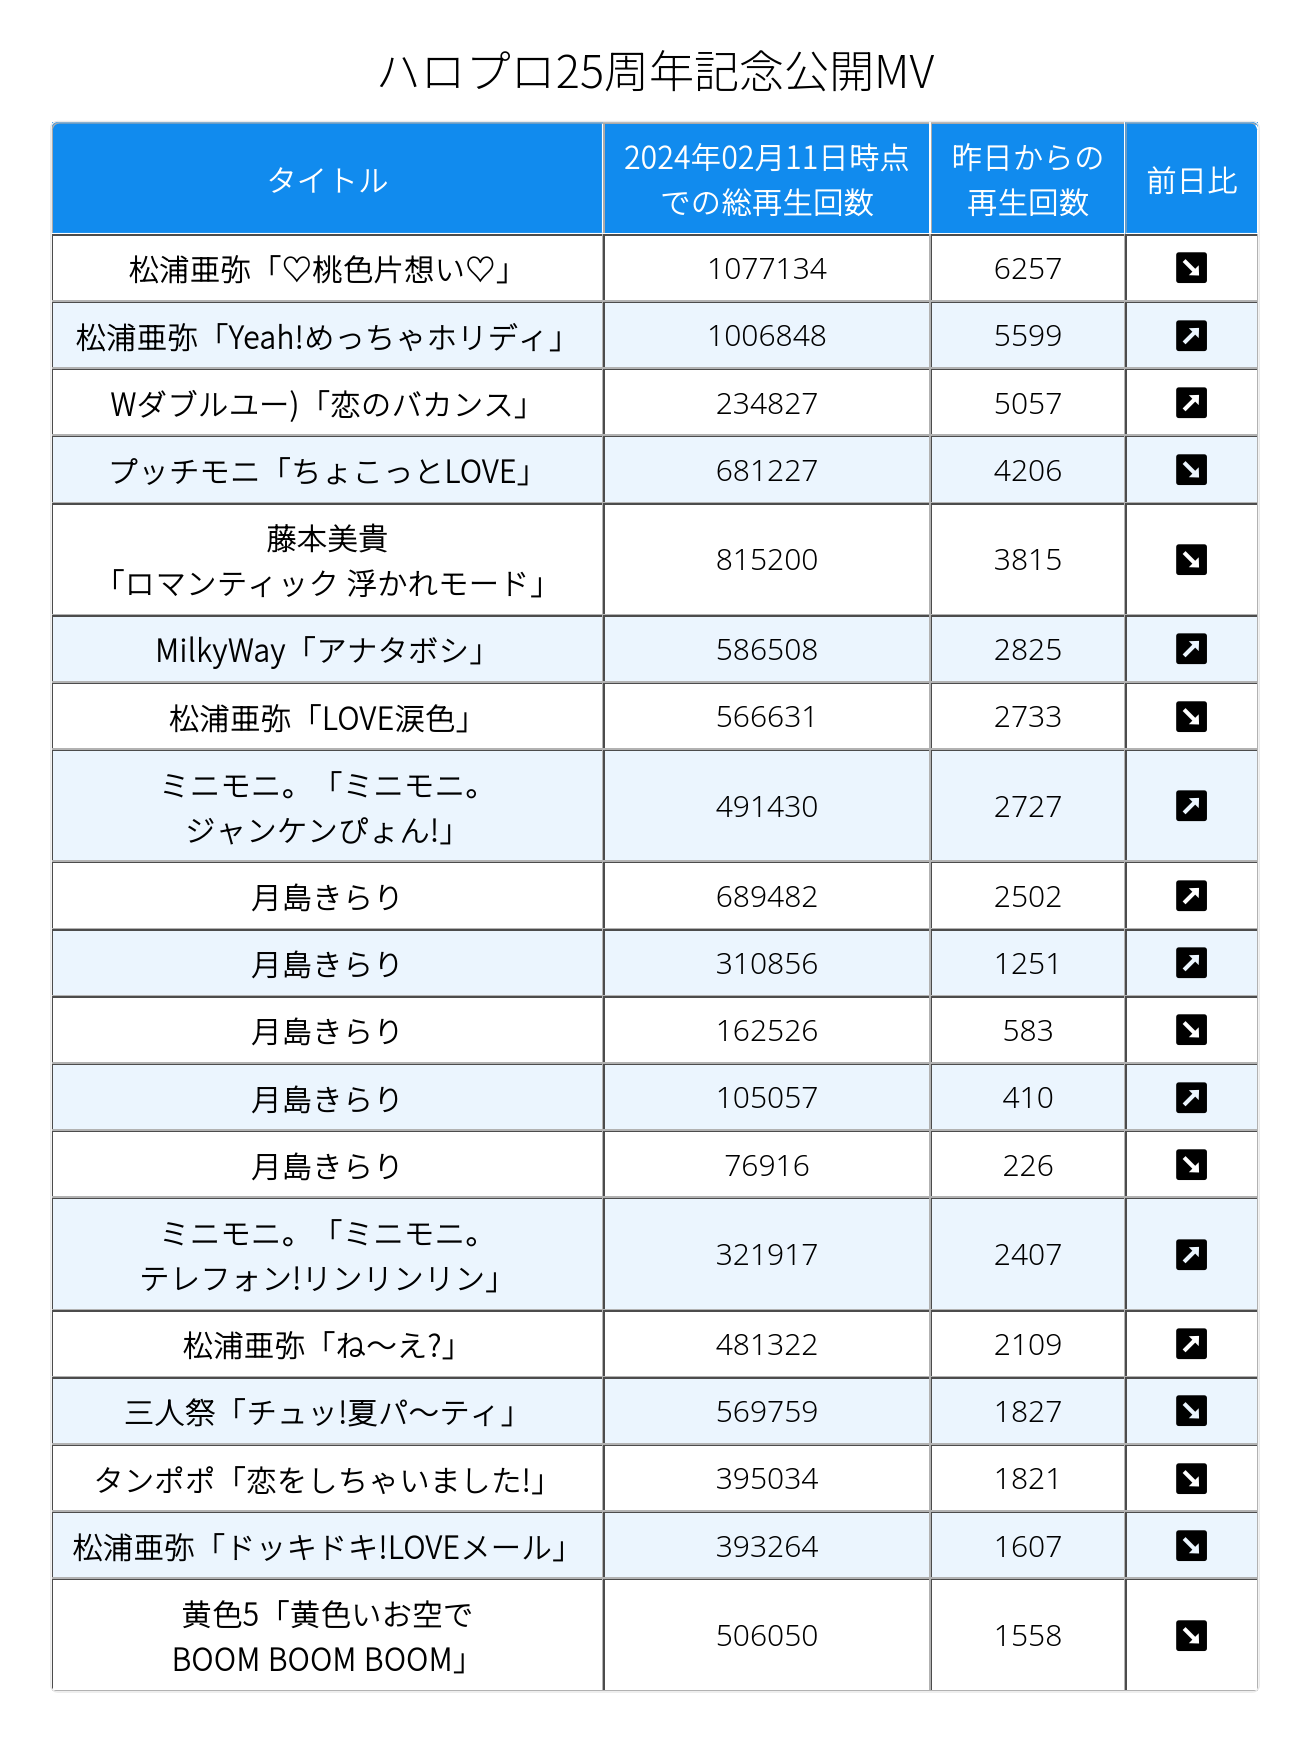 ハロプロ25周年記念公開MV
タイトル
2024年02月11日時点
での総再生回数
昨日からの
再生回数
前日比
松浦亜弥「♡桃色片想い♡」 1077134 6257 ↘
松浦亜弥「Yeah!めっちゃホリディ」 1006848 5599 ↗
Wダブルユー)「恋のバカンス」 234827 5057 ↗
プッチモニ「ちょこっとLOVE」 681227 4206 ↘
藤本美貴
「ロマンティック 浮かれモード」 815200 3815 ↘
MilkyWay「アナタボシ」 586508 2825 ↗
松浦亜弥「LOVE涙色」 566631 2733 ↘
ミニモニ。「ミニモニ。
ジャンケンぴょん!」 491430 2727 ↗
月島きらり 689482 2502 ↗
月島きらり 310856 1251 ↗
月島きらり 162526 583 ↘
月島きらり 105057 410 ↗
月島きらり 76916 226 ↘
ミニモニ。「ミニモニ。
テレフォン!リンリンリン」 321917 2407 ↗
松浦亜弥「ね〜え?」 481322 2109 ↗
三人祭「チュッ!夏パ〜ティ」 569759 1827 ↘
タンポポ「恋をしちゃいました!」 395034 1821 ↘
松浦亜弥「ドッキドキ!LOVEメール」 393264 1607 ↘
黄色5「黄色いお空で
BOOM BOOM BOOM」 506050 1558 ↘